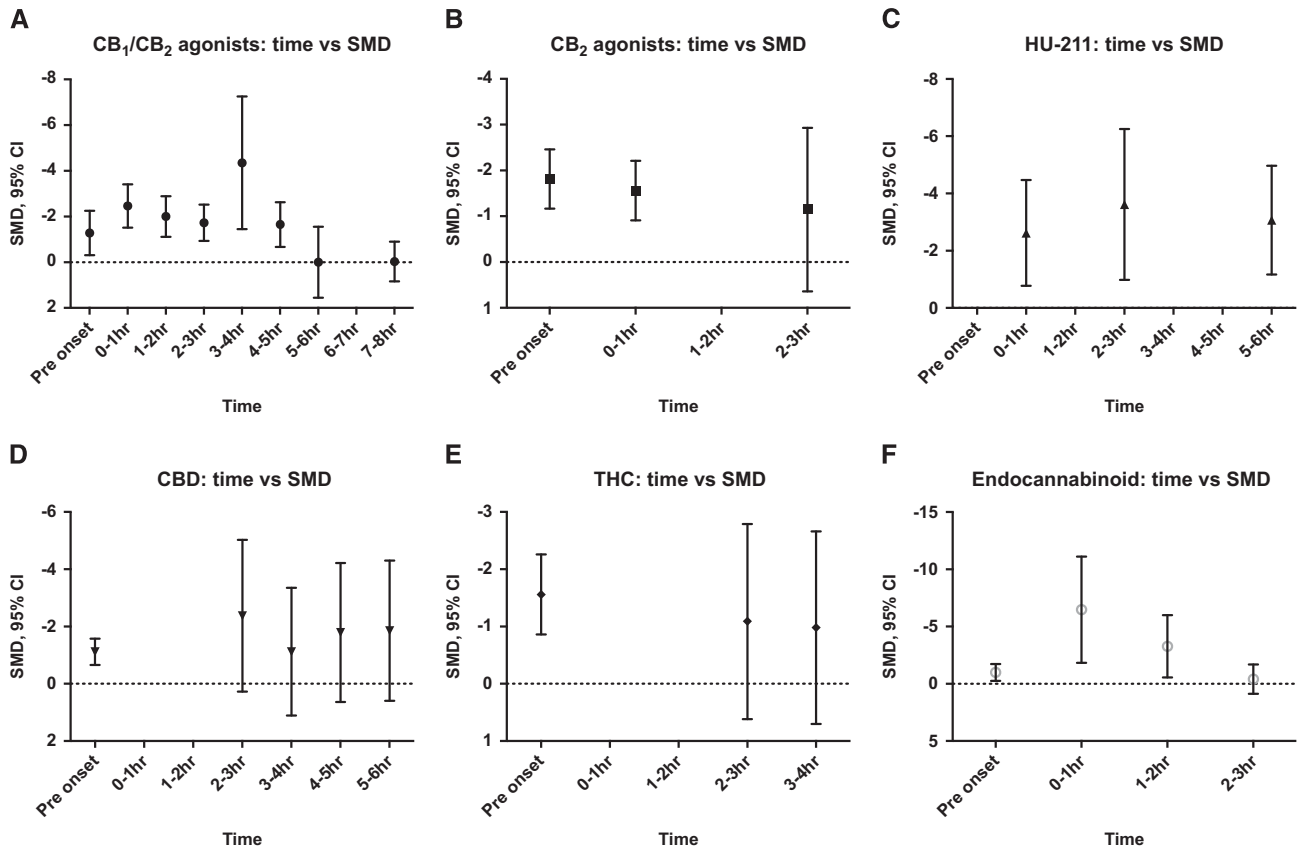 A
CB1/CB2 agonists: time vs SMD
SMD, 95% CI
-8
-6
-4
-2
0
2
Pre onset
0-1hr
1-2hr
2-3hr
3-4hr
4-5hr
5-6hr
6-7hr
7-8hr
Time
B
CB2 agonists: time vs SMD
SMD, 95% CI
-4
-3
-2
-1
0
1
Pre onset
0-1hr
1-2hr
2-3hr
Time
C
HU-211: time vs SMD
SMD, 95% CI
-8
-6
-4
-2
0
Pre onset
0-1hr
1-2hr
2-3hr
3-4hr
4-5hr
5-6hr
Time
D
CBD: time vs SMD
SMD, 95% CI
-6
-4
-2
0
2
Pre onset
0-1hr
1-2hr
2-3hr
3-4hr
4-5hr
5-6hr
Time
E
THC: time vs SMD
SMD, 95% CI
-3
-2
-1
0
1
Pre onset
0-1hr
1-2hr
2-3hr
3-4hr
Time
F
Endocannabinoid: time vs SMD
SMD, 95% CI
-15
-10
-5
0
5
Pre onset
0-1hr
1-2hr
2-3hr
Time